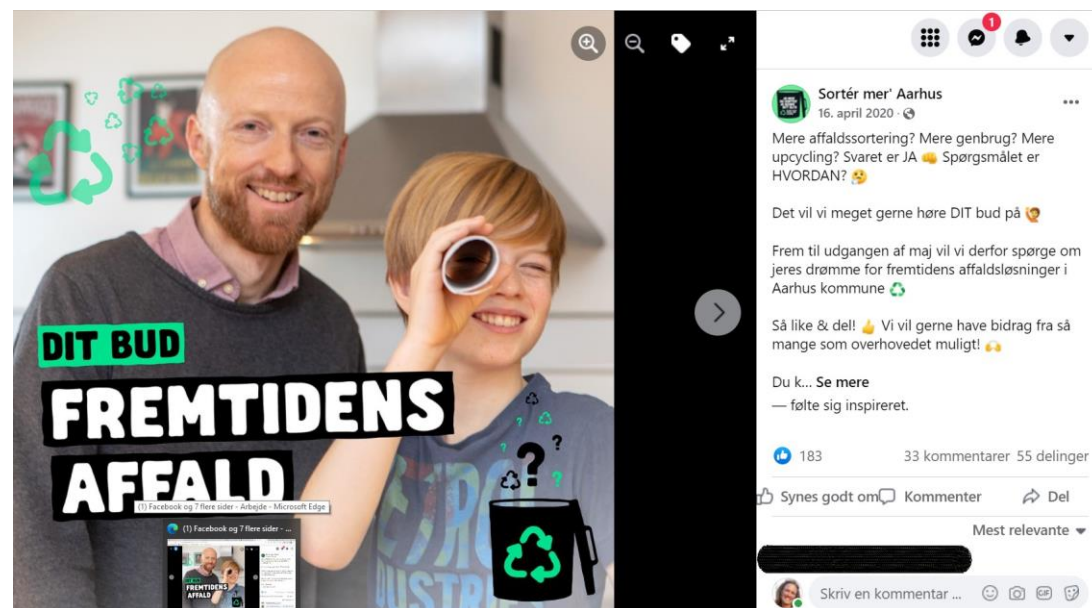 DIT BUD
FREMTIDENS
AFFALD
(1) Facebook og 7 flere sider - Arbejde - Microsoft Edge
(1) Facebook og 7 flere sider - ...
1
Sortér mer' Aarhus
16. april 2020
Mere affaldssortering? Mere genbrug? Mere
upcycling? Svaret er JA 👊 Spørgsmålet er
HVORDAN? 🤔
Det vil vi meget gerne høre DIT bud på 🙋
Frem til udgangen af maj vil vi derfor spørge om
jeres drømme for fremtidens affaldsløsninger i
Aarhus kommune ♻️
Så like & del! 👍 Vi vil gerne have bidrag fra så
mange som overhovedet muligt! 🙌
Du k... Se mere
— følte sig inspireret.
183 33 kommentarer 55 delinger
Synes godt om Kommenter Del
Mest relevante
Skriv en kommentar ... GIF